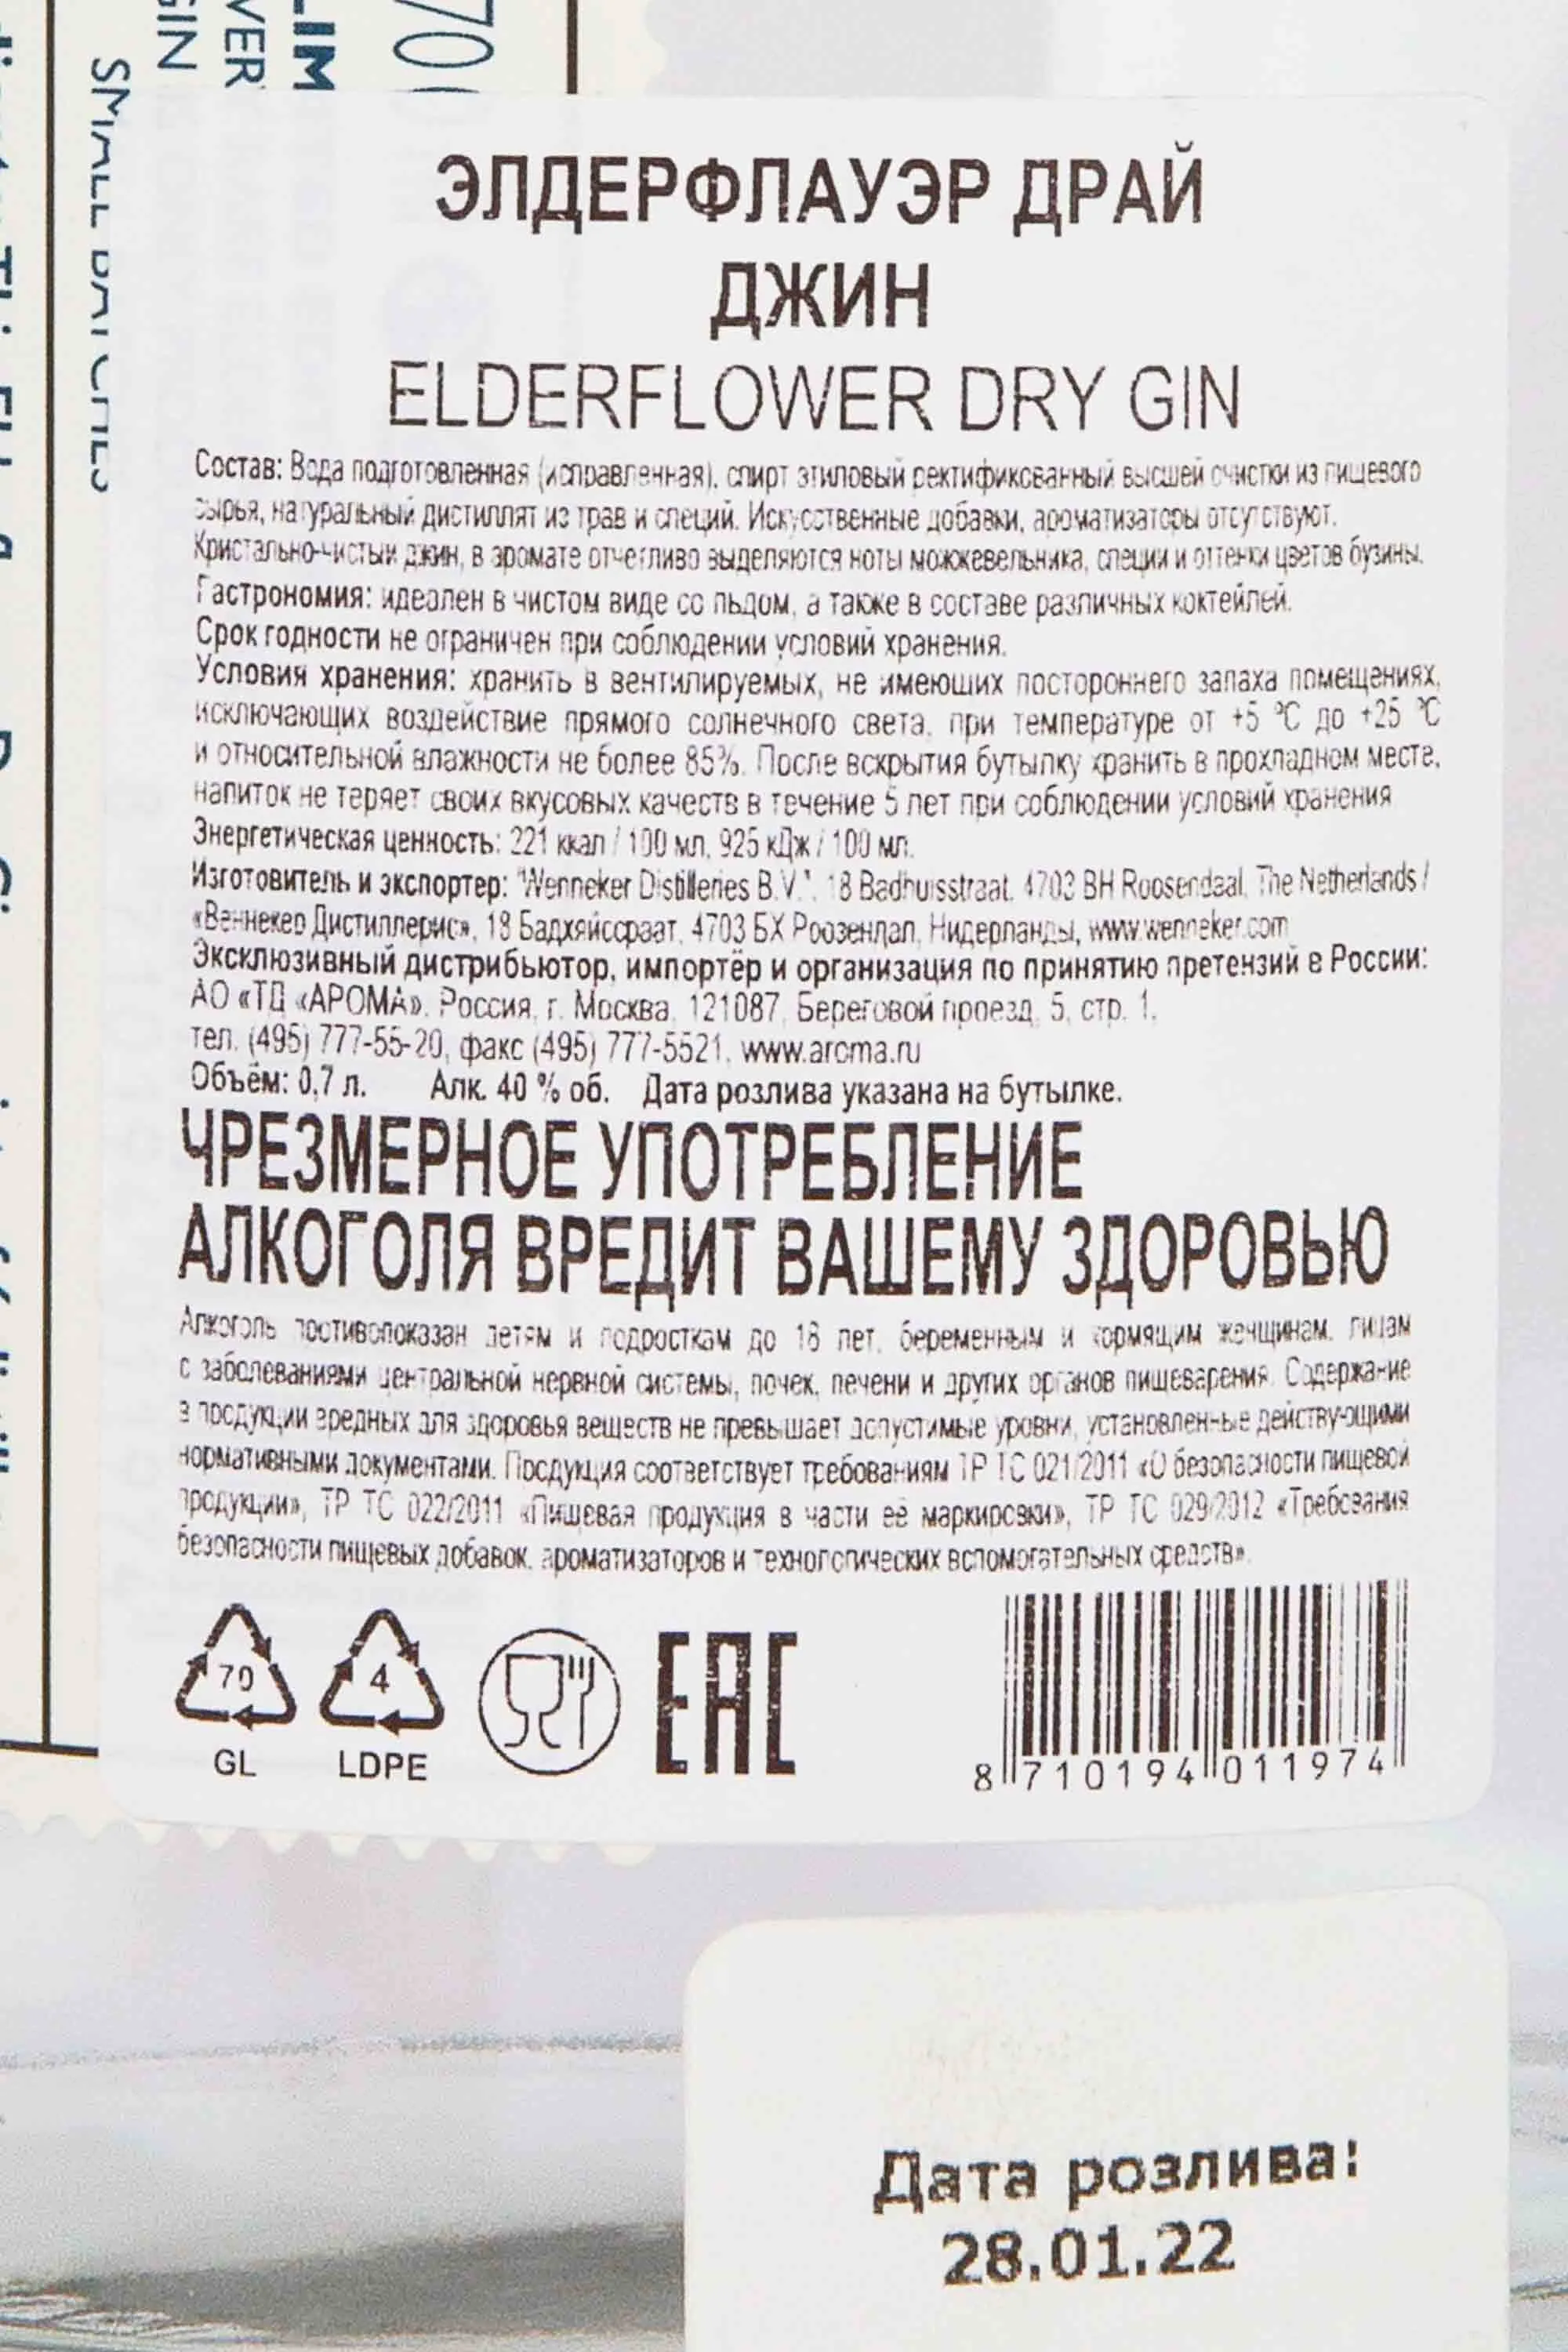 70
LIM
VER
GIN
SMALL BATCHES
ЭЛДЕРФЛАУЭР ДРАЙ
ДЖИН
ELDERFLOWER DRY GIN
Состав: Вода подготовленная (исправленная), спирт этиловый ректификованный высшей очистки из пищевого
сырья, натуральный дистиллят из трав и специй. Искусственные добавки, ароматизаторы отсутствуют.
Кристально-чистый джин, в аромате отчетливо выделяются ноты можжевельника, специи и оттенки цветов бузины.
Гастрономия: идеален в чистом виде со льдом, а также в составе различных коктейлей.
Срок годности не ограничен при соблюдении условий хранения.
Условия хранения: хранить в вентилируемых, не имеющих постороннего запаха помещениях,
исключающих воздействие прямого солнечного света, при температуре от +5 °С до +25 °С
и относительной влажности не более 85%. После вскрытия бутылку хранить в прохладном месте,
напиток не теряет своих вкусовых качеств в течение 5 лет при соблюдении условий хранения
Энергетическая ценность: 221 ккал / 100 мл, 925 кДж / 100 мл.
Изготовитель и экспортер: "Wenneker Distilleries B.V.", 18 Badhuisstraat, 4703 BH Roosendaal, The Netherlands /
«Веннекер Дистиллерис», 18 Бадхяйссраат, 4703 БХ Роозендал, Нидерланды, www.wenneker.com
Эксклюзивный дистрибьютор, импортёр и организация по принятию претензий в России:
АО «ТД «АРОМА». Россия, г. Москва, 121087, Береговой проезд, 5, стр. 1,
тел. (495) 777-55-20, факс (495) 777-5521, www.aroma.ru
Объём: 0,7 л. Алк. 40 % об. Дата розлива указана на бутылке.
ЧРЕЗМЕРНОЕ УПОТРЕБЛЕНИЕ
АЛКОГОЛЯ ВРЕДИТ ВАШЕМУ ЗДОРОВЬЮ
Алкоголь противопоказан детям и подросткам до 18 лет, беременным и кормящим женщинам, лицам
с заболеваниями центральной нервной системы, почек, печени и других органов пищеварения. Содержание
в продукции вредных для здоровья веществ не превышает допустимые уровни, установленные действующими
нормативными документами. Продукция соответствует требованиям ТР ТС 021/2011 «О безопасности пищевой
продукции», ТР ТС 022/2011 «Пищевая продукция в части её маркировки», ТР ТС 029/2012 «Требования
безопасности пищевых добавок, ароматизаторов и технологических вспомогательных средств».
70 4 EAC
GL LDPE
8 710194 011974
Дата розлива:
28.01.22